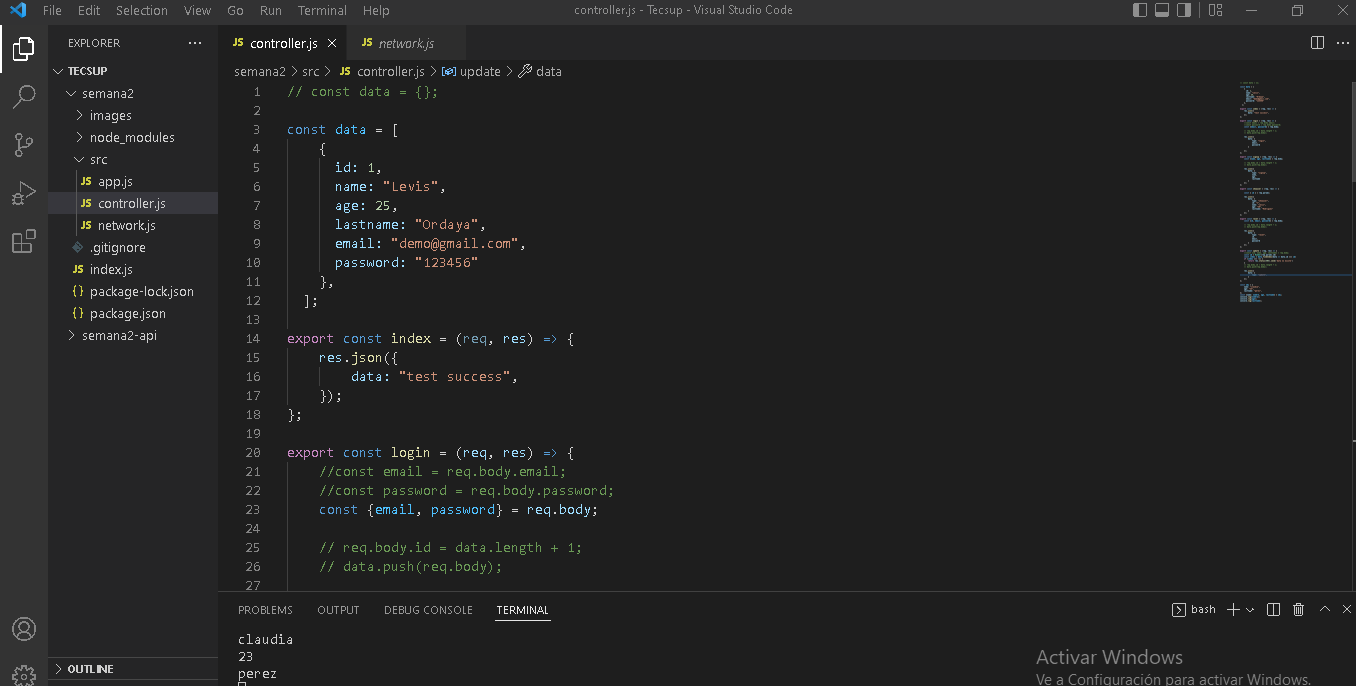 File Edit Selection View Go Run Terminal Help controller.js - Tecsup - Visual Studio Code
EXPLORER
TECSUP
semana2
images
node_modules
src
JS app.js
JS controller.js
JS network.js
.gitignore
JS index.js
{} package-lock.json
{} package.json
semana2-api
OUTLINE
JS controller.js JS network.js
semana2 > src > JS controller.js > update > data
1 // const data = {};
2
3 const data = [
4 {
5 id: 1,
6 name: "Levis",
7 age: 25,
8 lastname: "Ordaya",
9 email: "demo@gmail.com",
10 password: "123456"
11 },
12 ];
13
14 export const index = (req, res) => {
15 res.json({
16 data: "test success",
17 });
18 };
19
20 export const login = (req, res) => {
21 //const email = req.body.email;
22 //const password = req.body.password;
23 const {email, password} = req.body;
24
25 // req.body.id = data.length + 1;
26 // data.push(req.body);
27
PROBLEMS OUTPUT DEBUG CONSOLE TERMINAL bash
claudia
23
perez
Activar Windows
Ve a Configuración para activar Windows.